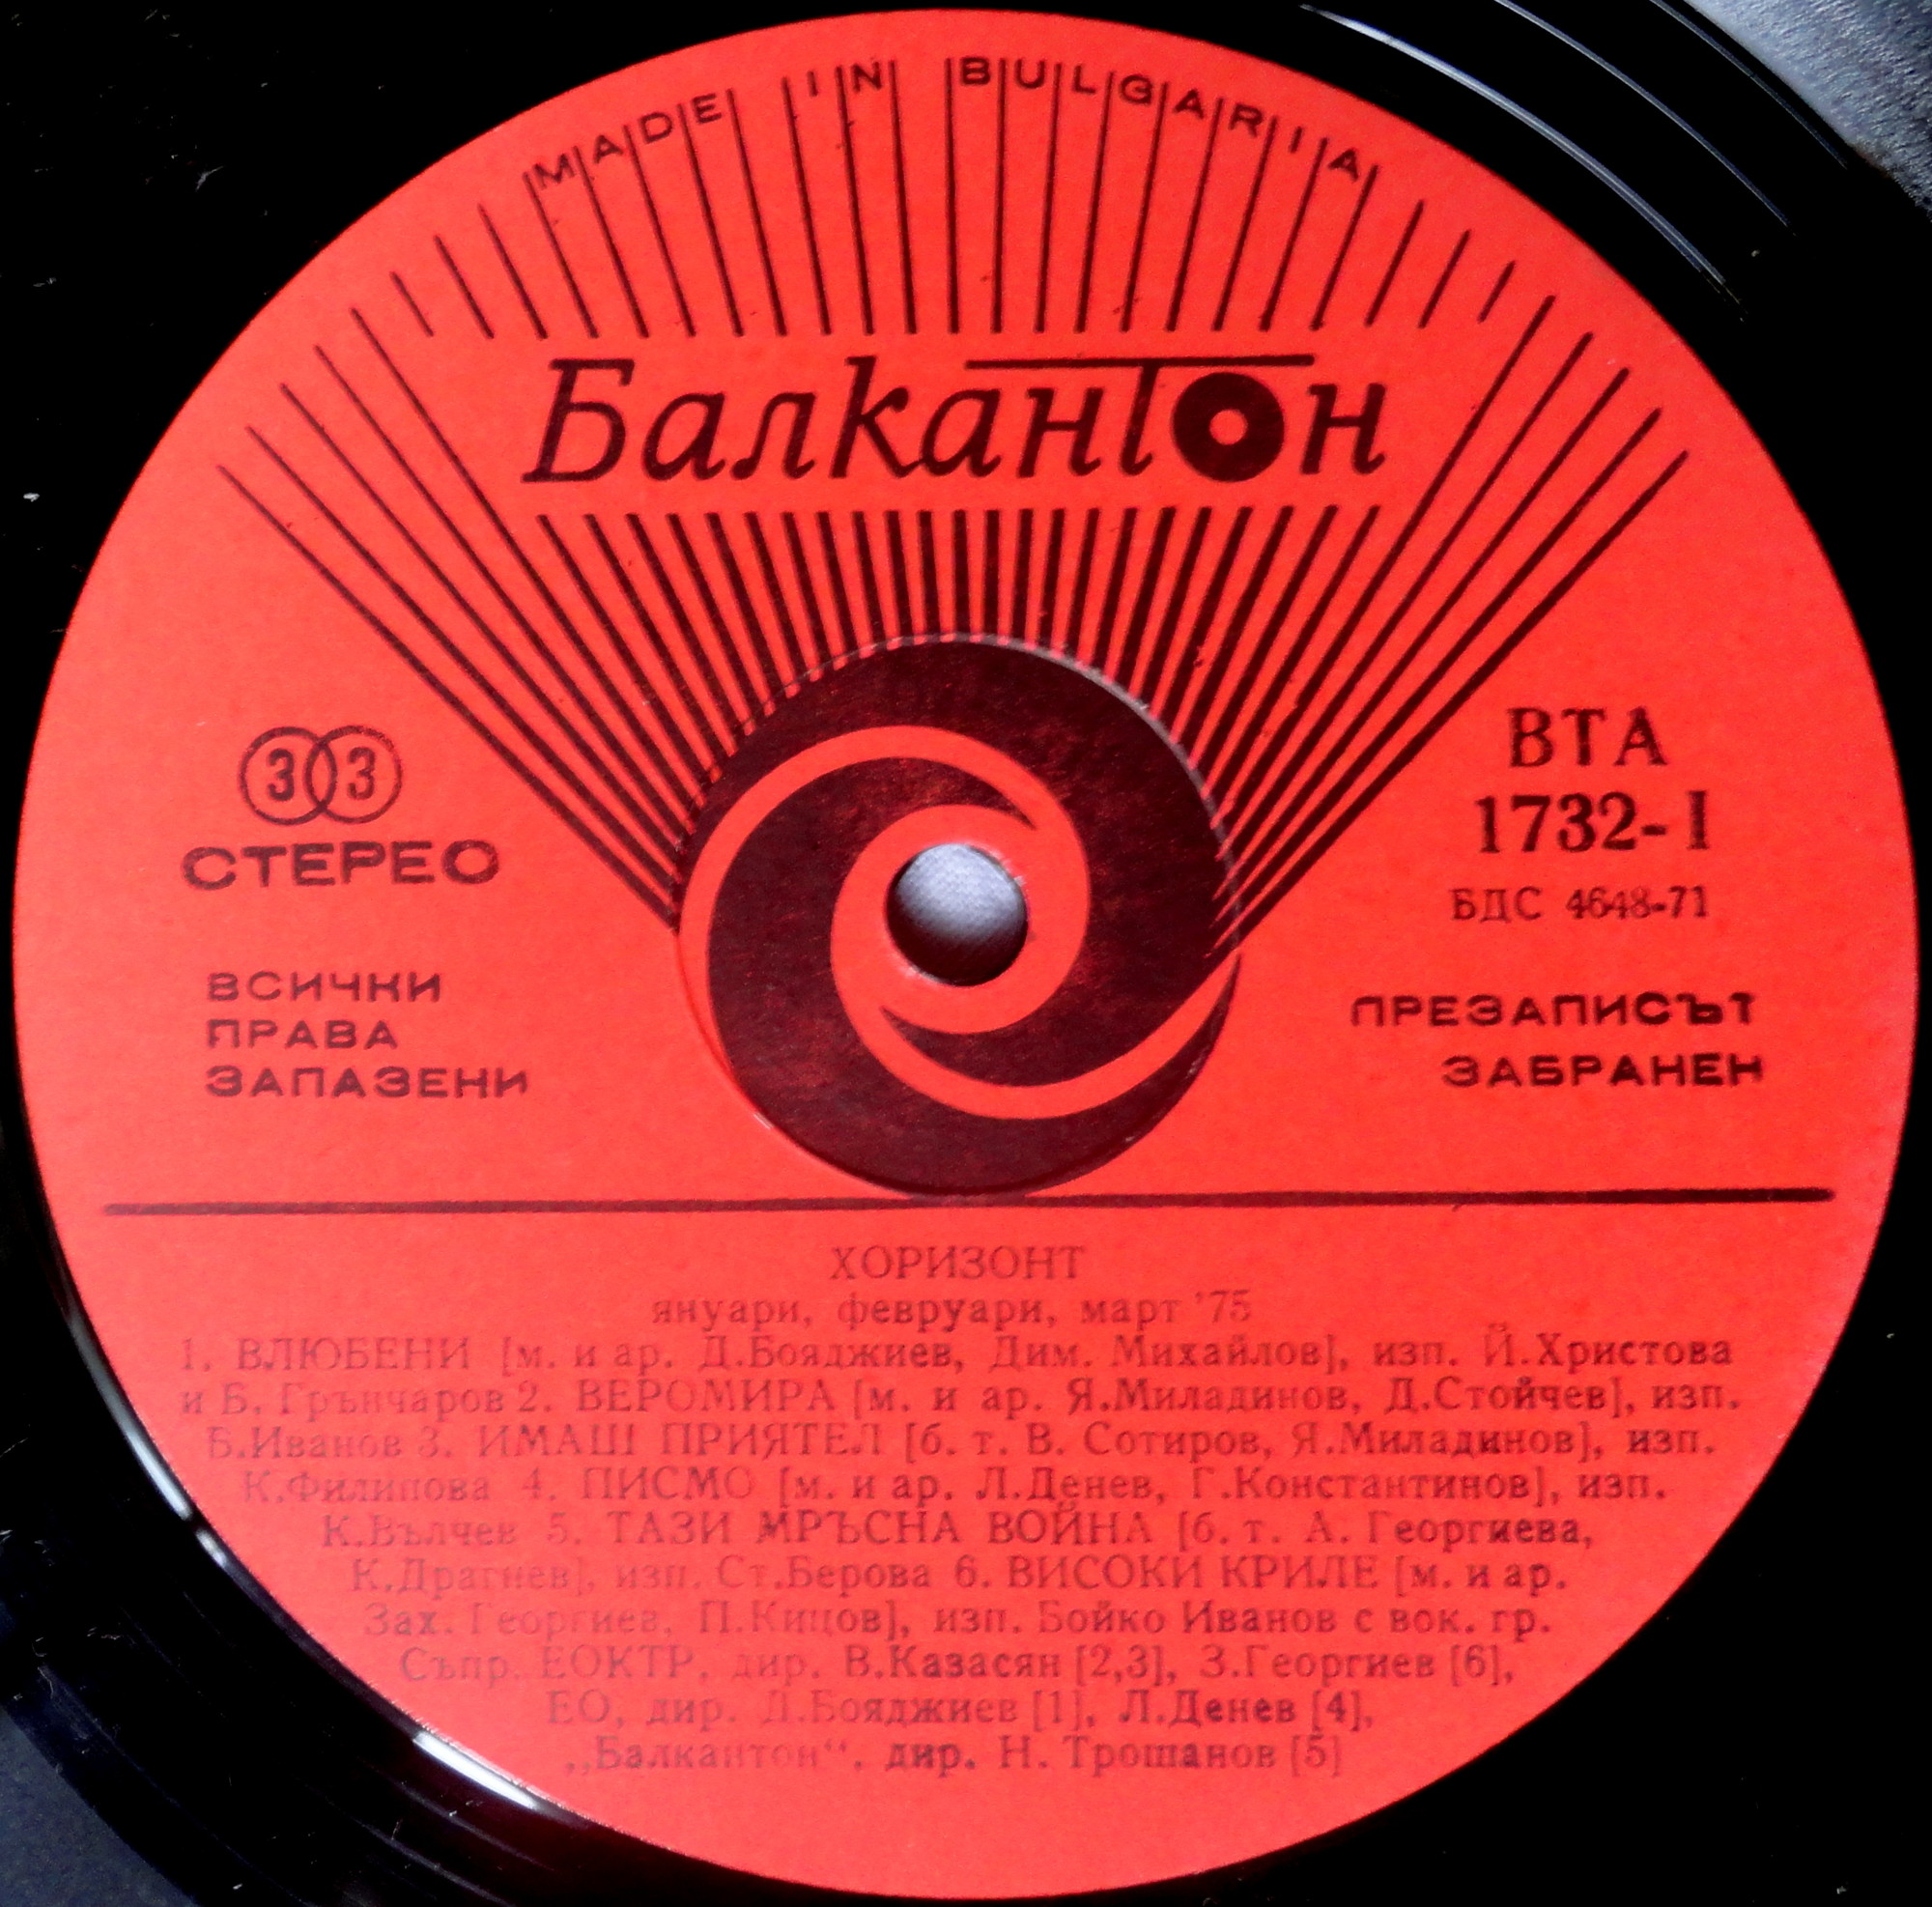 MADE IN BULGARIA
Балкантон
33
СТЕРЕО
ВСИЧКИ
ПРАВА
ЗАПАЗЕНИ
ВТА
1732-I
БДС 4648-71
ПРЕЗАПИСЪТ
ЗАБРАНЕН
ХОРИЗОНТ
януари, февруари, март '75
1. ВЛЮБЕНИ [м. и ар. Д.Бояджиев, Дим. Михайлов], изп. Й.Христова
и Б. Грънчаров 2. ВЕРОМИРА [м. и ар. Я.Миладинов, Д.Стойчев], изп.
Б.Иванов 3. ИМАШ ПРИЯТЕЛ [б. т. В. Сотиров, Я.Миладинов], изп.
К.Филипова 4. ПИСМО [м. и ар. Л.Денев, Г.Константинов], изп.
К.Вълчев 5. ТАЗИ МРЪСНА ВОЙНА [б. т. А. Георгиева,
К.Драгнев], изп. Ст.Берова 6. ВИСОКИ КРИЛЕ [м. и ар.
Зах. Георгиев, П.Кицов], изп. Бойко Иванов с вок. гр.
Съпр. ЕОКТР, дир. В.Казасян [2,3], З.Георгиев [6],
ЕО, дир. Д.Бояджиев [1], Л.Денев [4],
„Балкантон“, дир. Н. Трошанов [5]